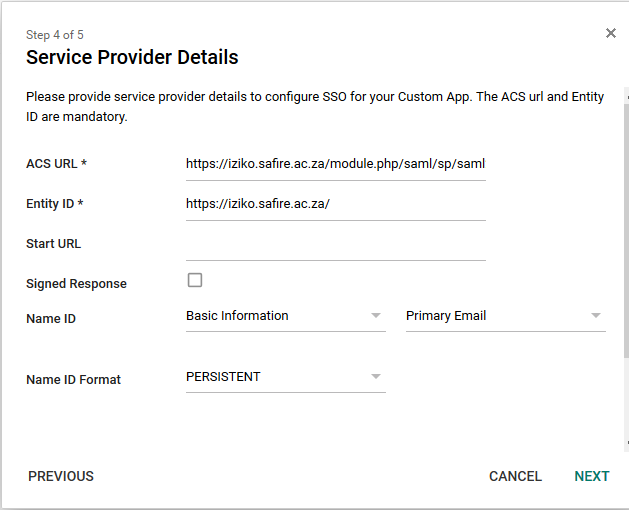 Step 4 of 5
Service Provider Details
Please provide service provider details to configure SSO for your Custom App. The ACS url and Entity
ID are mandatory.
ACS URL * https://iziko.safire.ac.za/module.php/saml/sp/saml
Entity ID * https://iziko.safire.ac.za/
Start URL
Signed Response
Name ID Basic Information Primary Email
Name ID Format PERSISTENT
PREVIOUS CANCEL NEXT